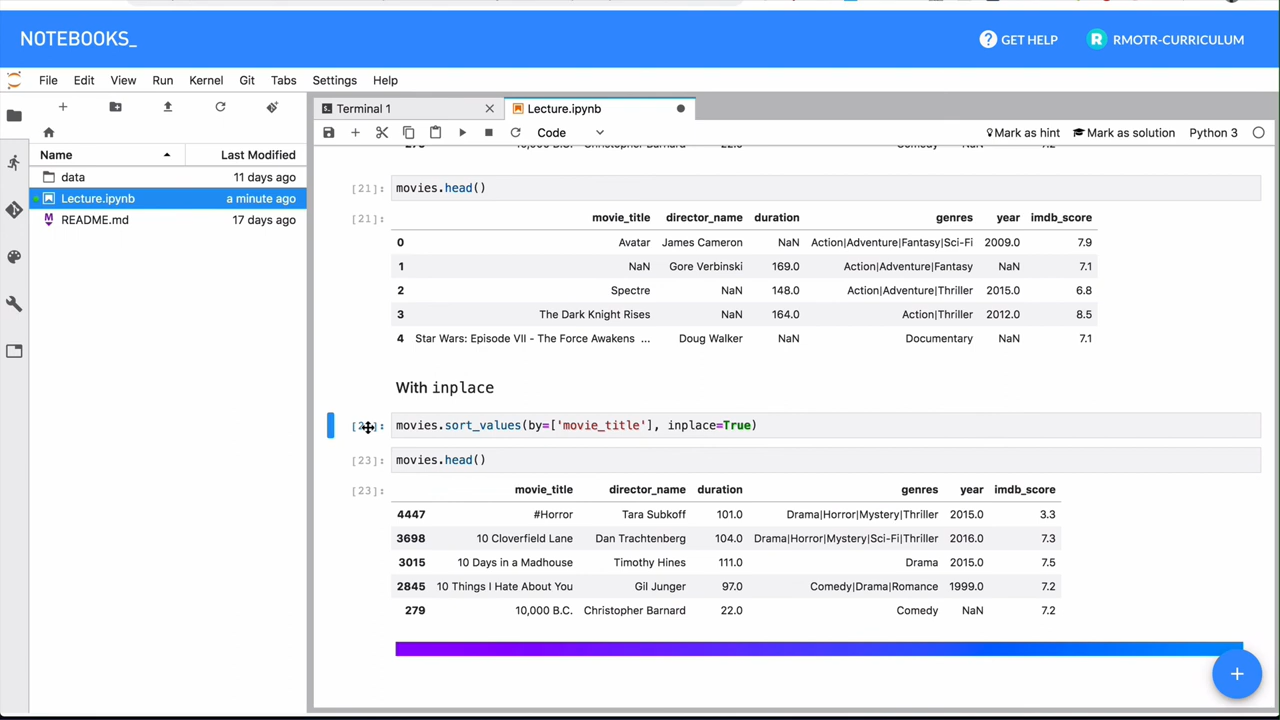 NOTEBOOKS_
GET HELP
R RMOTR-CURRICULUM
File Edit View Run Kernel Git Tabs Settings Help
Terminal 1
Lecture.ipynb
Code
Mark as hint
Mark as solution
Python 3
Name Last Modified
data 11 days ago
Lecture.ipynb a minute ago
README.md 17 days ago
10,000 B.C. Christopher Barnard 22.0 Comedy NaN 7.2
[21]: movies.head()
[21]: movie_title director_name duration genres year imdb_score
0 Avatar James Cameron NaN Action|Adventure|Fantasy|Sci-Fi 2009.0 7.9
1 NaN Gore Verbinski 169.0 Action|Adventure|Fantasy NaN 7.1
2 Spectre NaN 148.0 Action|Adventure|Thriller 2015.0 6.8
3 The Dark Knight Rises NaN 164.0 Action|Thriller 2012.0 8.5
4 Star Wars: Episode VII - The Force Awakens ... Doug Walker NaN Documentary NaN 7.1
With inplace
movies.sort_values(by=['movie_title'], inplace=True)
[23]: movies.head()
[23]: movie_title director_name duration genres year imdb_score
4447 #Horror Tara Subkoff 101.0 Drama|Horror|Mystery|Thriller 2015.0 3.3
3698 10 Cloverfield Lane Dan Trachtenberg 104.0 Drama|Horror|Mystery|Sci-Fi|Thriller 2016.0 7.3
3015 10 Days in a Madhouse Timothy Hines 111.0 Drama 2015.0 7.5
2845 10 Things I Hate About You Gil Junger 97.0 Comedy|Drama|Romance 1999.0 7.2
279 10,000 B.C. Christopher Barnard 22.0 Comedy NaN 7.2